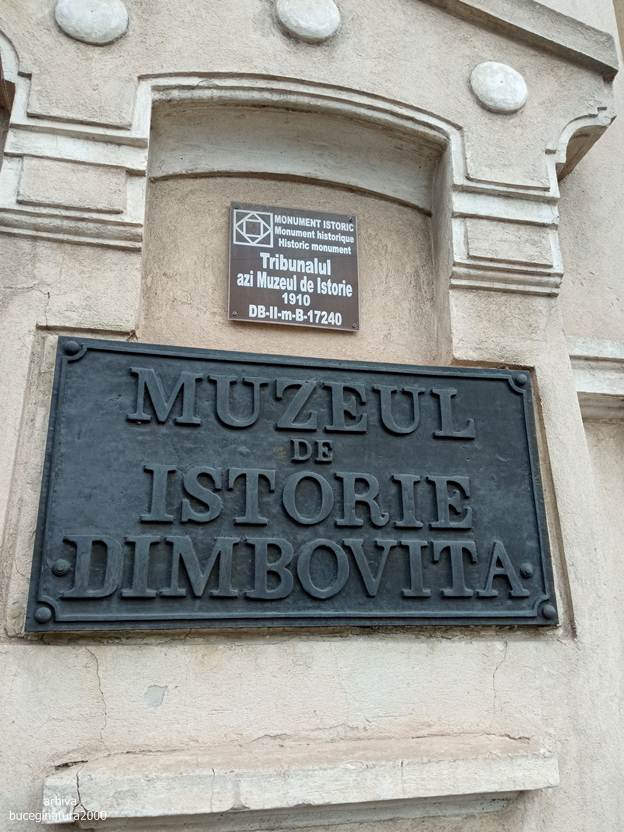 MONUMENT ISTORIC
Monument historique
Historic monument
Tribunalul
azi Muzeul de Istorie
1910
DB-II-m-B-17240
MUZEUL
DE
ISTORIE
DIMBOVITA
arhiva
buceginatura2000